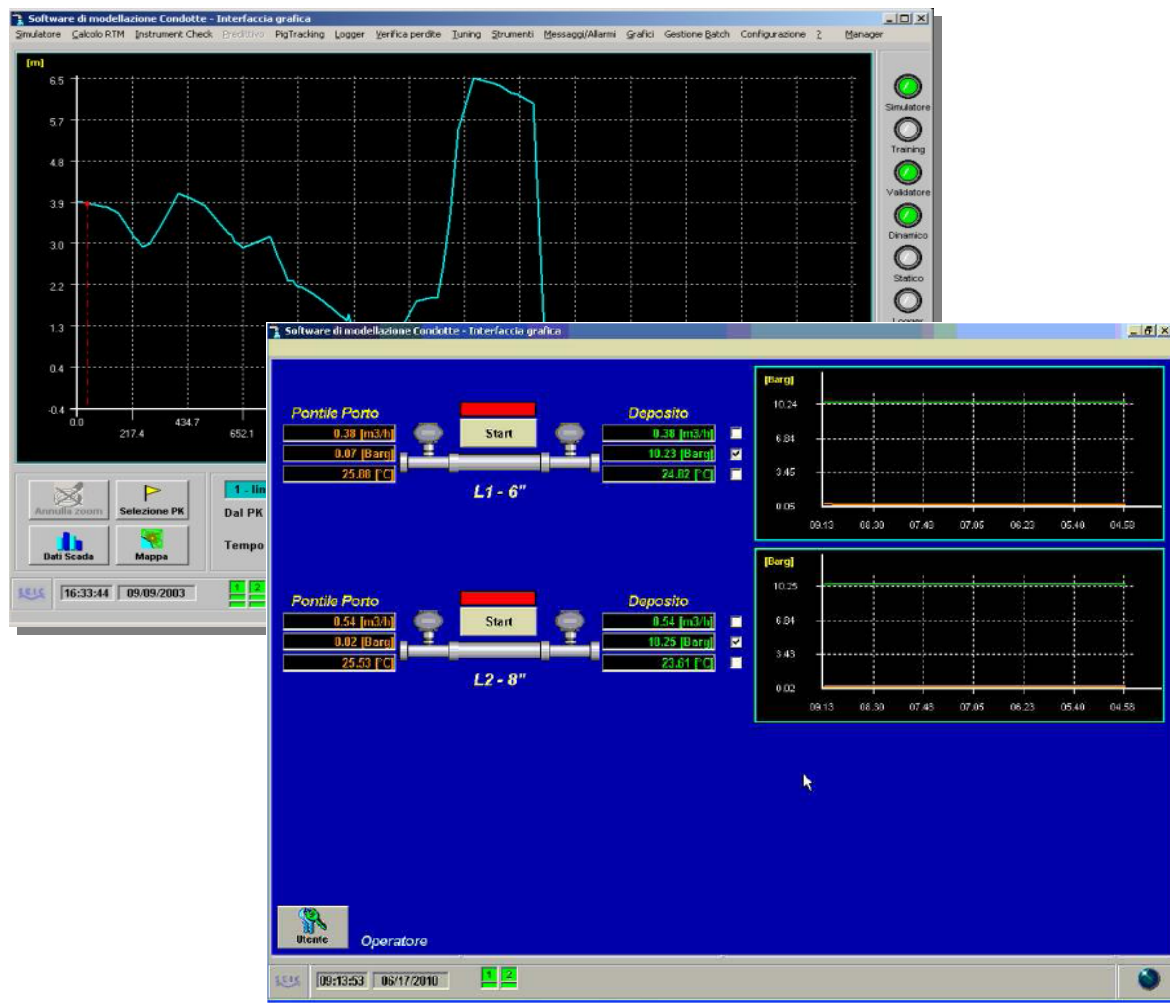 Software di modellazione Condotte - Interfaccia grafica
Simulatore Calcolo RTM Instrument Check Predittivo PigTracking Logger Verifica perdite Tuning Strumenti Messaggi/Allarmi Grafici Gestione Batch Configurazione ? Manager
[m]
6.5
5.7
4.8
3.9
3.0
2.2
1.3
0.4
-0.4
0.0 217.4 434.7 652.1
Simulatore
Training
Validatore
Dinamico
Statico
Logger
Annulla zoom
Selezione PK
Dati Scada
Mappa
1 - lin
Dal PK
Tempo
16:33:44 09/09/2003 1 2
Software di modellazione Condotte - Interfaccia grafica
Pontile Porto
0.38 [m3/h]
0.07 [Barg]
25.88 [°C]
Start
L1 - 6"
Deposito
0.38 [m3/h]
10.23 [Barg]
24.82 [°C]
[Barg]
10.24
6.84
3.45
0.05
09.13 08.30 07.48 07.05 06.23 05.40 04.58
Pontile Porto
0.54 [m3/h]
0.02 [Barg]
25.53 [°C]
Start
L2 - 8"
Deposito
0.54 [m3/h]
10.25 [Barg]
23.61 [°C]
[Barg]
10.25
6.84
3.43
0.02
09.13 08.30 07.48 07.05 06.23 05.40 04.58
Utente
Operatore
09:13:53 06/17/2010 1 2